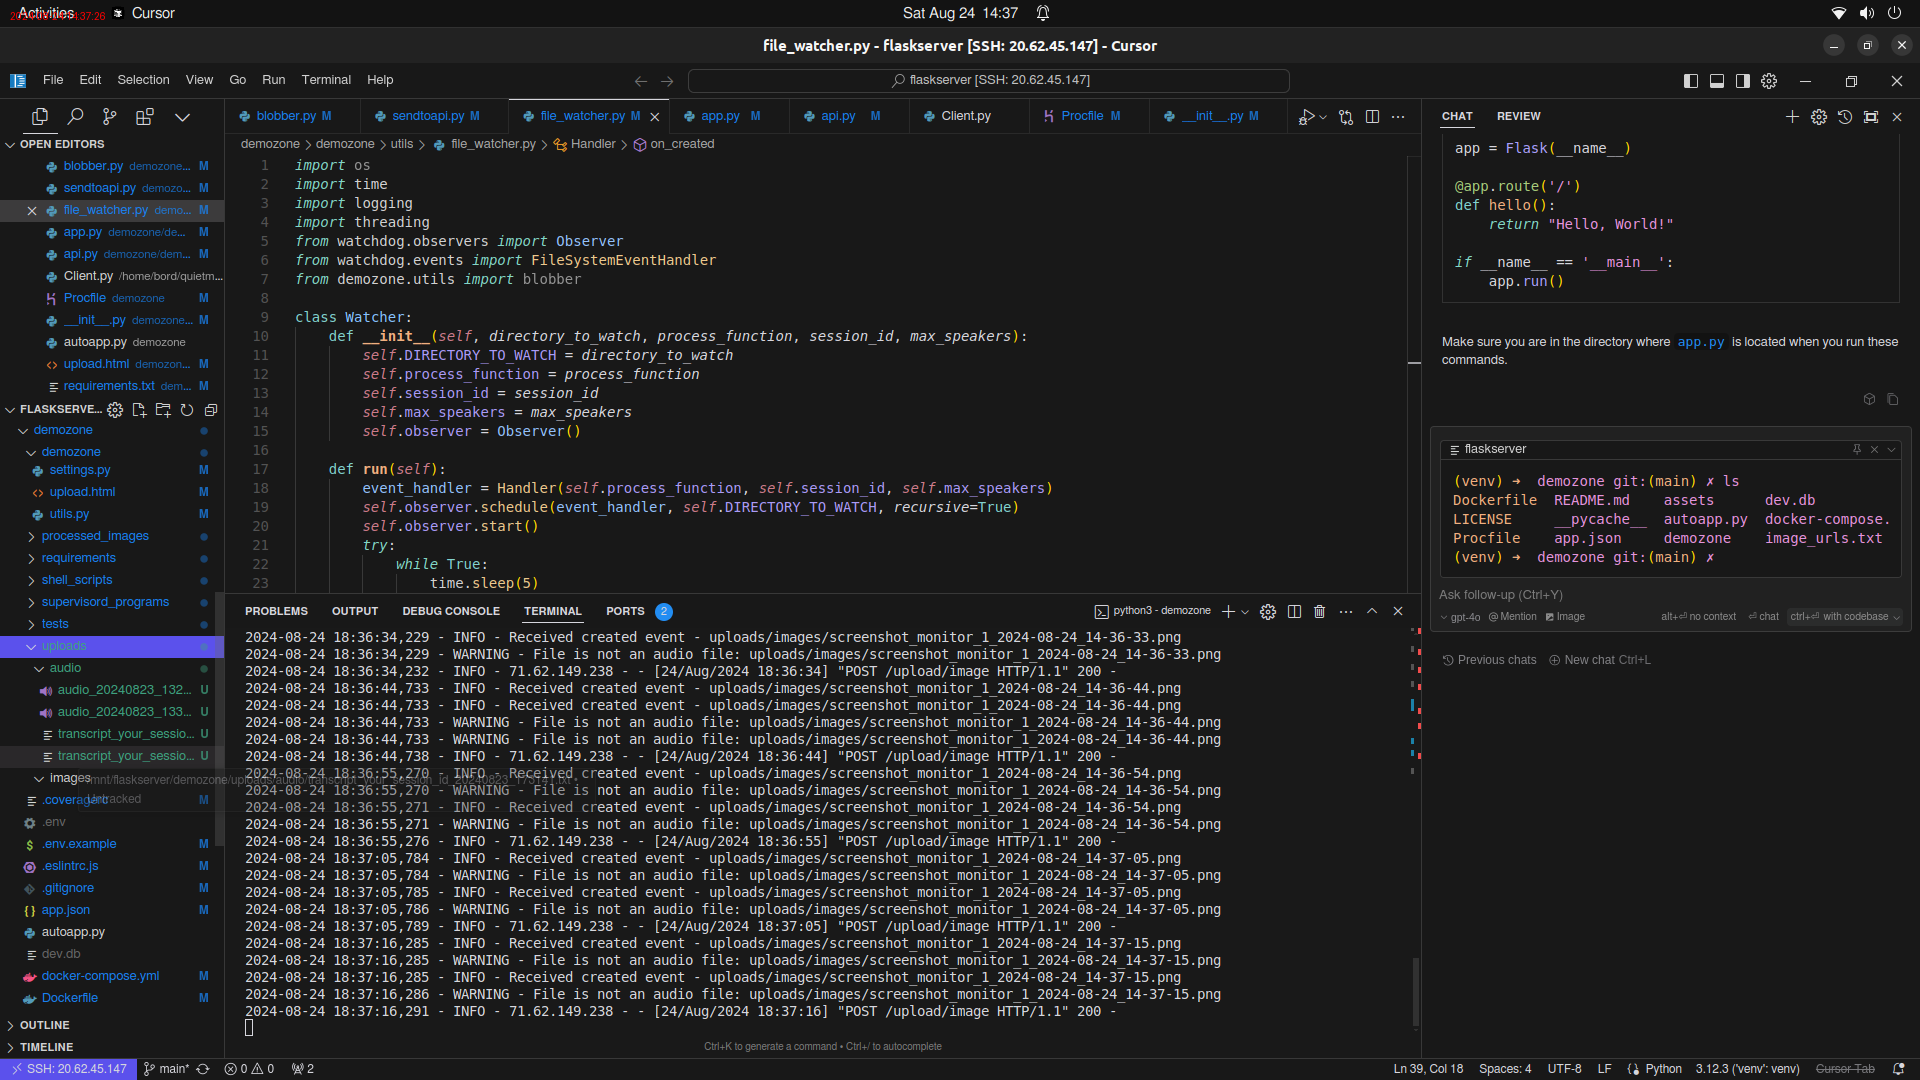 Activities
Cursor
Sat Aug 24 14:37
file_watcher.py - flaskserver [SSH: 20.62.45.147] - Cursor
File Edit Selection View Go Run Terminal Help
flaskserver [SSH: 20.62.45.147]
blobber.py M
sendtoapi.py M
file_watcher.py M
app.py M
api.py M
Client.py
Procfile M
__init__.py M
demozone > demozone > utils > file_watcher.py > Handler > on_created
OPEN EDITORS
blobber.py demozone... M
sendtoapi.py demozo... M
file_watcher.py demo... M
app.py demozone/de... M
api.py demozone/dem... M
Client.py /home/bord/quietm...
Procfile demozone M
__init__.py demozone... M
autoapp.py demozone
upload.html demozon... M
requirements.txt dem... M
FLASKSERVE...
demozone
demozone
settings.py M
upload.html M
utils.py M
processed_images
requirements
shell_scripts
supervisord_programs
tests
uploads
audio
audio_20240823_132... U
audio_20240823_133... U
transcript_your_sessio... U
transcript_your_sessio... U
images
.env
.env.example M
.eslintrc.js M
.gitignore M
app.json M
autoapp.py
dev.db
docker-compose.yml M
Dockerfile M
OUTLINE
TIMELINE
1 import os
2 import time
3 import logging
4 import threading
5 from watchdog.observers import Observer
6 from watchdog.events import FileSystemEventHandler
7 from demozone.utils import blobber
8
9 class Watcher:
10 def __init__(self, directory_to_watch, process_function, session_id, max_speakers):
11 self.DIRECTORY_TO_WATCH = directory_to_watch
12 self.process_function = process_function
13 self.session_id = session_id
14 self.max_speakers = max_speakers
15 self.observer = Observer()
16
17 def run(self):
18 event_handler = Handler(self.process_function, self.session_id, self.max_speakers)
19 self.observer.schedule(event_handler, self.DIRECTORY_TO_WATCH, recursive=True)
20 self.observer.start()
21 try:
22 while True:
23 time.sleep(5)
PROBLEMS OUTPUT DEBUG CONSOLE TERMINAL PORTS 2
python3 - demozone
2024-08-24 18:36:34,229 - INFO - Received created event - uploads/images/screenshot_monitor_1_2024-08-24_14-36-33.png
2024-08-24 18:36:34,229 - WARNING - File is not an audio file: uploads/images/screenshot_monitor_1_2024-08-24_14-36-33.png
2024-08-24 18:36:34,232 - INFO - 71.62.149.238 - - [24/Aug/2024 18:36:34] "POST /upload/image HTTP/1.1" 200 -
2024-08-24 18:36:44,733 - INFO - Received created event - uploads/images/screenshot_monitor_1_2024-08-24_14-36-44.png
2024-08-24 18:36:44,733 - INFO - Received created event - uploads/images/screenshot_monitor_1_2024-08-24_14-36-44.png
2024-08-24 18:36:44,733 - WARNING - File is not an audio file: uploads/images/screenshot_monitor_1_2024-08-24_14-36-44.png
2024-08-24 18:36:44,733 - WARNING - File is not an audio file: uploads/images/screenshot_monitor_1_2024-08-24_14-36-44.png
2024-08-24 18:36:44,738 - INFO - 71.62.149.238 - - [24/Aug/2024 18:36:44] "POST /upload/image HTTP/1.1" 200 -
2024-08-24 18:36:55,270 - INFO - Received created event - uploads/images/screenshot_monitor_1_2024-08-24_14-36-54.png
2024-08-24 18:36:55,270 - WARNING - File is not an audio file: uploads/images/screenshot_monitor_1_2024-08-24_14-36-54.png
2024-08-24 18:36:55,271 - INFO - Received created event - uploads/images/screenshot_monitor_1_2024-08-24_14-36-54.png
2024-08-24 18:36:55,271 - WARNING - File is not an audio file: uploads/images/screenshot_monitor_1_2024-08-24_14-36-54.png
2024-08-24 18:36:55,276 - INFO - 71.62.149.238 - - [24/Aug/2024 18:36:55] "POST /upload/image HTTP/1.1" 200 -
2024-08-24 18:37:05,784 - INFO - Received created event - uploads/images/screenshot_monitor_1_2024-08-24_14-37-05.png
2024-08-24 18:37:05,784 - WARNING - File is not an audio file: uploads/images/screenshot_monitor_1_2024-08-24_14-37-05.png
2024-08-24 18:37:05,785 - INFO - Received created event - uploads/images/screenshot_monitor_1_2024-08-24_14-37-05.png
2024-08-24 18:37:05,786 - WARNING - File is not an audio file: uploads/images/screenshot_monitor_1_2024-08-24_14-37-05.png
2024-08-24 18:37:05,789 - INFO - 71.62.149.238 - - [24/Aug/2024 18:37:05] "POST /upload/image HTTP/1.1" 200 -
2024-08-24 18:37:16,285 - INFO - Received created event - uploads/images/screenshot_monitor_1_2024-08-24_14-37-15.png
2024-08-24 18:37:16,285 - WARNING - File is not an audio file: uploads/images/screenshot_monitor_1_2024-08-24_14-37-15.png
2024-08-24 18:37:16,285 - INFO - Received created event - uploads/images/screenshot_monitor_1_2024-08-24_14-37-15.png
2024-08-24 18:37:16,286 - WARNING - File is not an audio file: uploads/images/screenshot_monitor_1_2024-08-24_14-37-15.png
2024-08-24 18:37:16,291 - INFO - 71.62.149.238 - - [24/Aug/2024 18:37:16] "POST /upload/image HTTP/1.1" 200 -
Ctrl+K to generate a command • Ctrl+/ to autocomplete
CHAT REVIEW
app = Flask(__name__)
@app.route('/')
def hello():
return "Hello, World!"
if __name__ == '__main__':
app.run()
Make sure you are in the directory where app.py is located when you run these
commands.
flaskserver
(venv) ➜ demozone git:(main) ✗ ls
Dockerfile README.md assets dev.db
LICENSE __pycache__ autoapp.py docker-compose.
Procfile app.json demozone image_urls.txt
(venv) ➜ demozone git:(main) ✗
Ask follow-up (Ctrl+Y)
gpt-4o @ Mention Image alt+⏎ no context ⏎ chat ctrl+⏎ with codebase
Previous chats New chat Ctrl+L
SSH: 20.62.45.147 main* 0 0 2
Ln 39, Col 18 Spaces: 4 UTF-8 LF Python 3.12.3 ('venv': venv) Cursor Tab